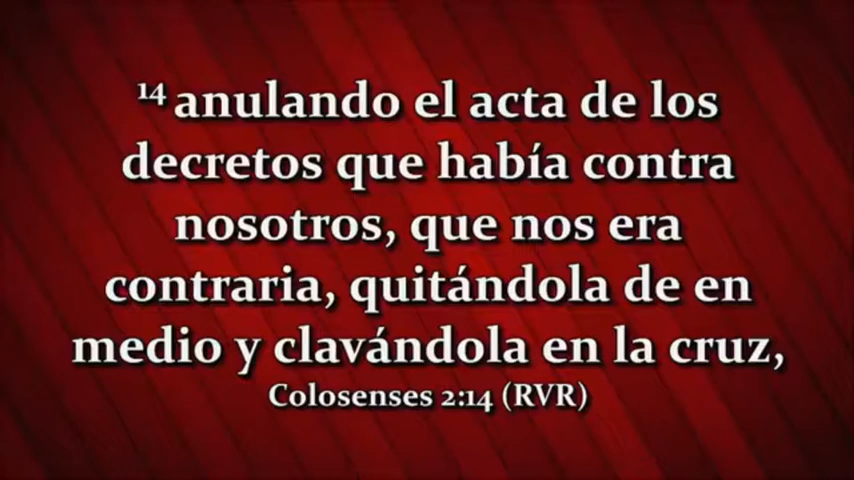 14 anulando el acta de los
decretos que había contra
nosotros, que nos era
contraria, quitándola de en
medio y clavándola en la cruz,
Colosenses 2:14 (RVR)